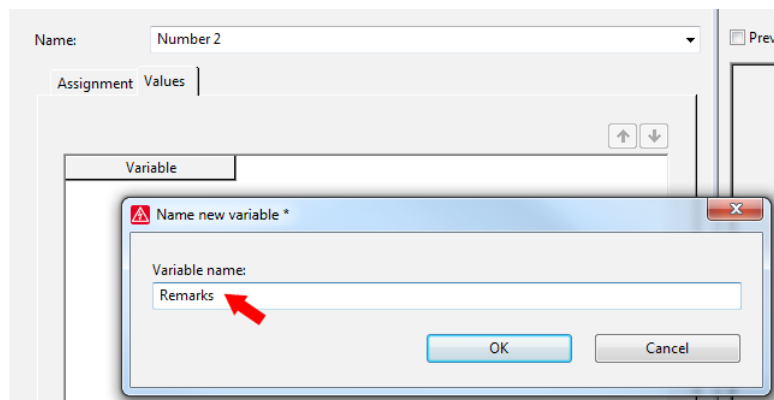 Name: Number 2
Prev
Assignment Values
Variable
Name new variable *
Variable name:
Remarks
OK Cancel